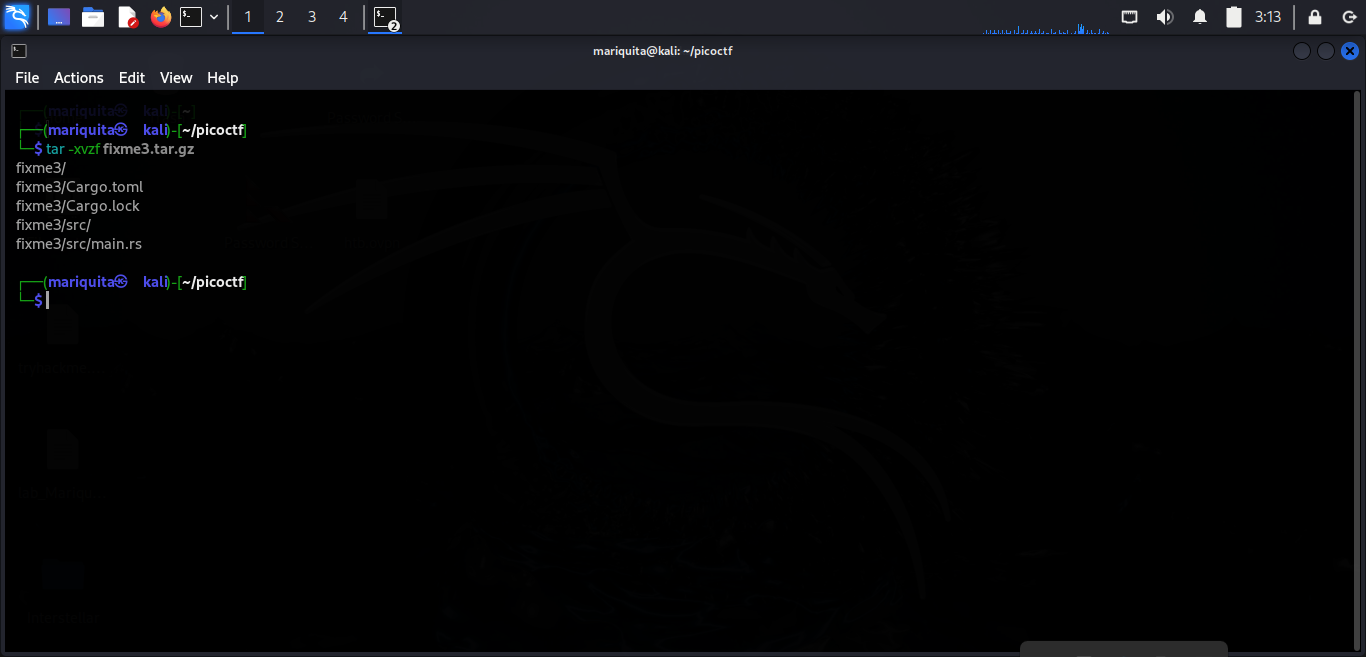 1 2 3 4 2 3:13
mariquita@kali: ~/picoctf
File Actions Edit View Help
┌──(mariquita㉿kali)-[~]
┌──(mariquita㉿kali)-[~/picoctf]
└─$ tar -xvzf fixme3.tar.gz
fixme3/
fixme3/Cargo.toml
fixme3/Cargo.lock
fixme3/src/
fixme3/src/main.rs
┌──(mariquita㉿kali)-[~/picoctf]
└─$